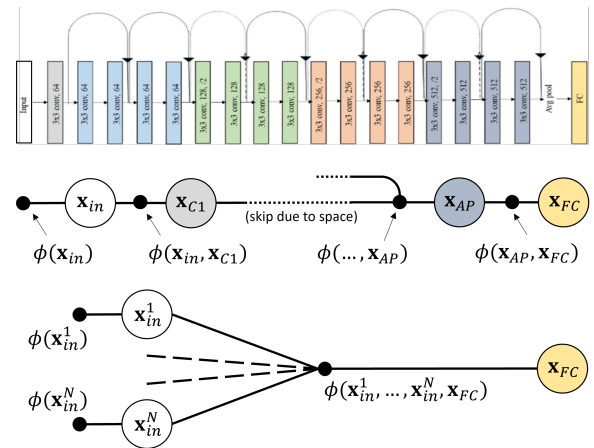 Input
3x3 conv, 64
3x3 conv, 64
3x3 conv, 64
3x3 conv, 64
3x3 conv, 64
3x3 conv, 128, /2
3x3 conv, 128
3x3 conv, 128
3x3 conv, 128
3x3 conv, 256, /2
3x3 conv, 256
3x3 conv, 256
3x3 conv, 256
3x3 conv, 512, /2
3x3 conv, 512
3x3 conv, 512
3x3 conv, 512
Avg pool
FC
x_in
x_C1
(skip due to space)
x_AP
x_FC
ϕ(x_in)
ϕ(x_in, x_C1)
ϕ(..., x_AP)
ϕ(x_AP, x_FC)
x_in^1
ϕ(x_in^1)
x_FC
ϕ(x_in^1, ..., x_in^N, x_FC)
ϕ(x_in^N)
x_in^N